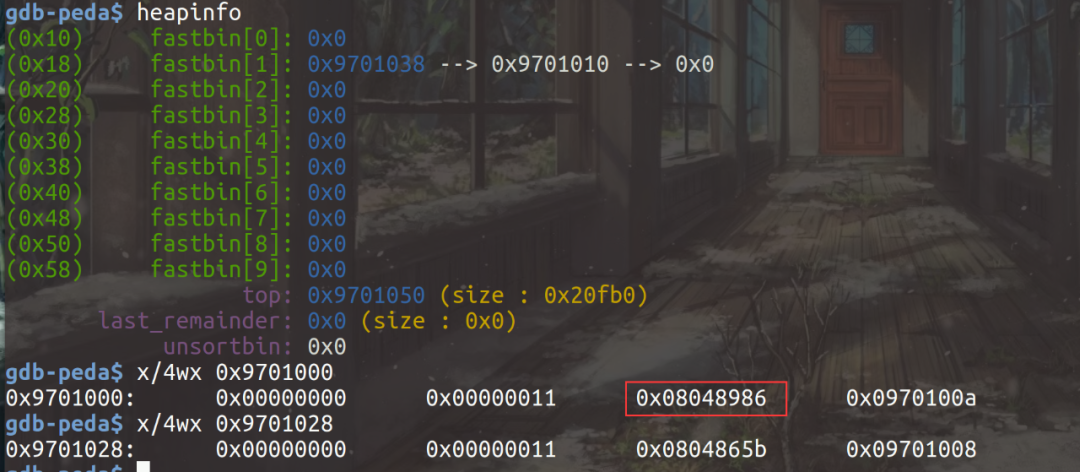 gdb-peda$ heapinfo
(0x10)     fastbin[0]: 0x0
(0x18)     fastbin[1]: 0x9701038 --> 0x9701010 --> 0x0
(0x20)     fastbin[2]: 0x0
(0x28)     fastbin[3]: 0x0
(0x30)     fastbin[4]: 0x0
(0x38)     fastbin[5]: 0x0
(0x40)     fastbin[6]: 0x0
(0x48)     fastbin[7]: 0x0
(0x50)     fastbin[8]: 0x0
(0x58)     fastbin[9]: 0x0
top: 0x9701050 (size : 0x20fb0)
last_remainder: 0x0 (size : 0x0)
unsortbin: 0x0
gdb-peda$ x/4wx 0x9701000
0x9701000: 0x00000000 0x00000011 0x08048986 0x0970100a
gdb-peda$ x/4wx 0x9701028
0x9701028: 0x00000000 0x00000011 0x0804865b 0x09701008